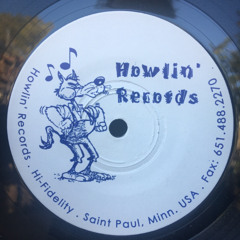 Howlin'
Records
Howlin' Records . Hi-Fidelity . Saint Paul, Minn. USA . Fax: 651.488.2270